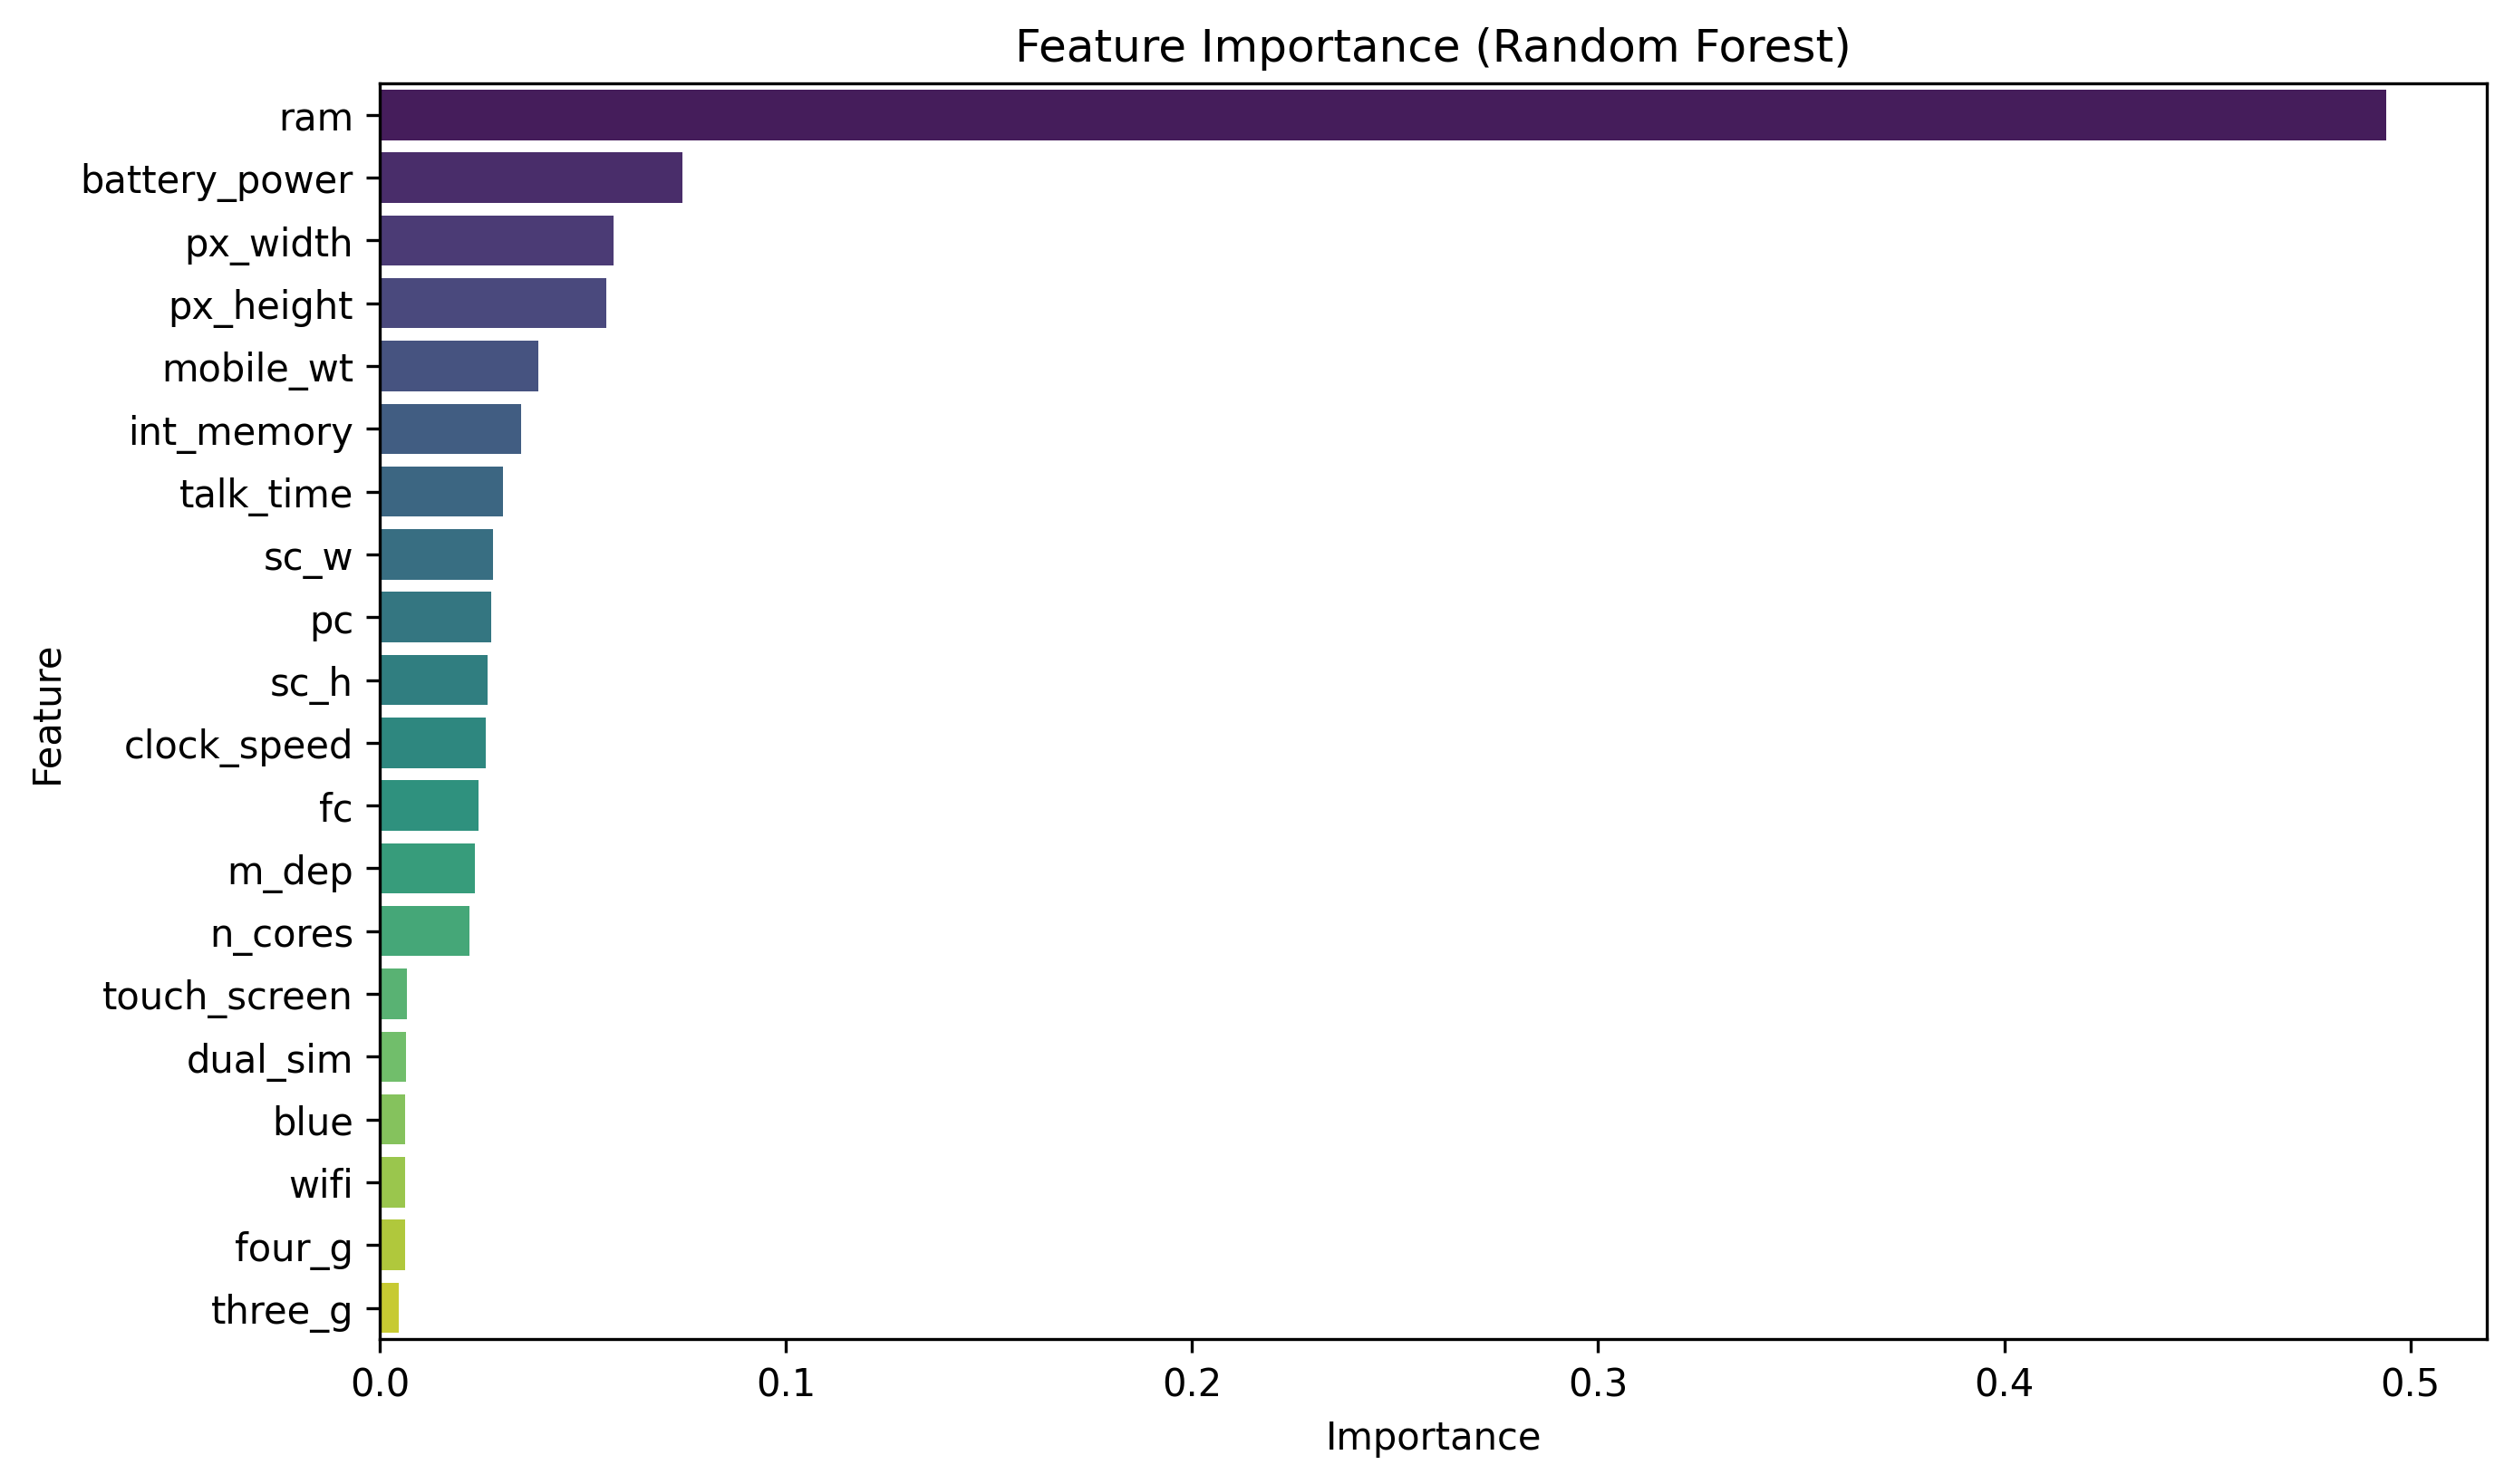 Feature Importance (Random Forest)
Feature
ram
battery_power
px_width
px_height
mobile_wt
int_memory
talk_time
sc_w
pc
sc_h
clock_speed
fc
m_dep
n_cores
touch_screen
dual_sim
blue
wifi
four_g
three_g
0.0 0.1 0.2 0.3 0.4 0.5
Importance